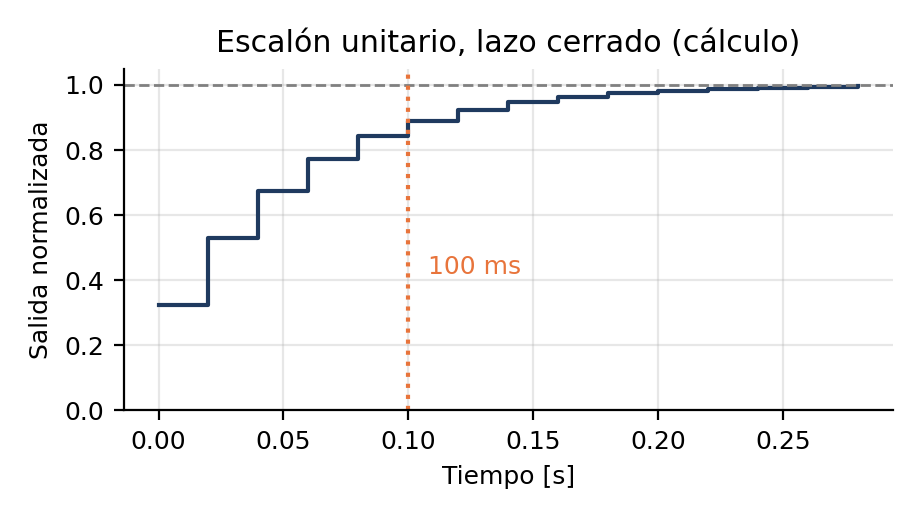 Escalón unitario, lazo cerrado (cálculo)
Salida normalizada
1.0
0.8
0.6
0.4
0.2
0.0
100 ms
0.00 0.05 0.10 0.15 0.20 0.25
Tiempo [s]